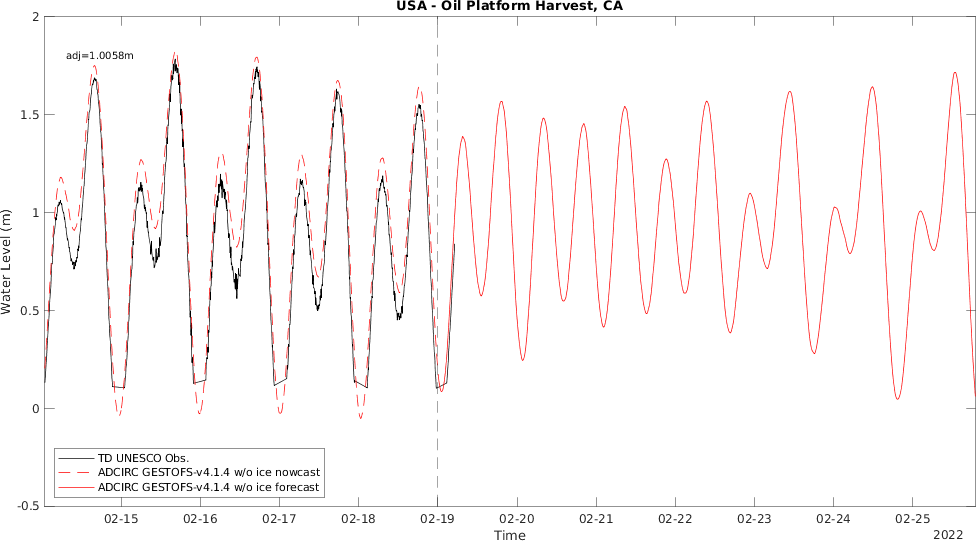 USA - Oil Platform Harvest, CA
adj=1.0058m
2
1.5
1
0.5
0
-0.5
Water Level (m)
TD UNESCO Obs.
ADCIRC GESTOFS-v4.1.4 w/o ice nowcast
ADCIRC GESTOFS-v4.1.4 w/o ice forecast
02-15 02-16 02-17 02-18 02-19 02-20 02-21 02-22 02-23 02-24 02-25
Time
2022